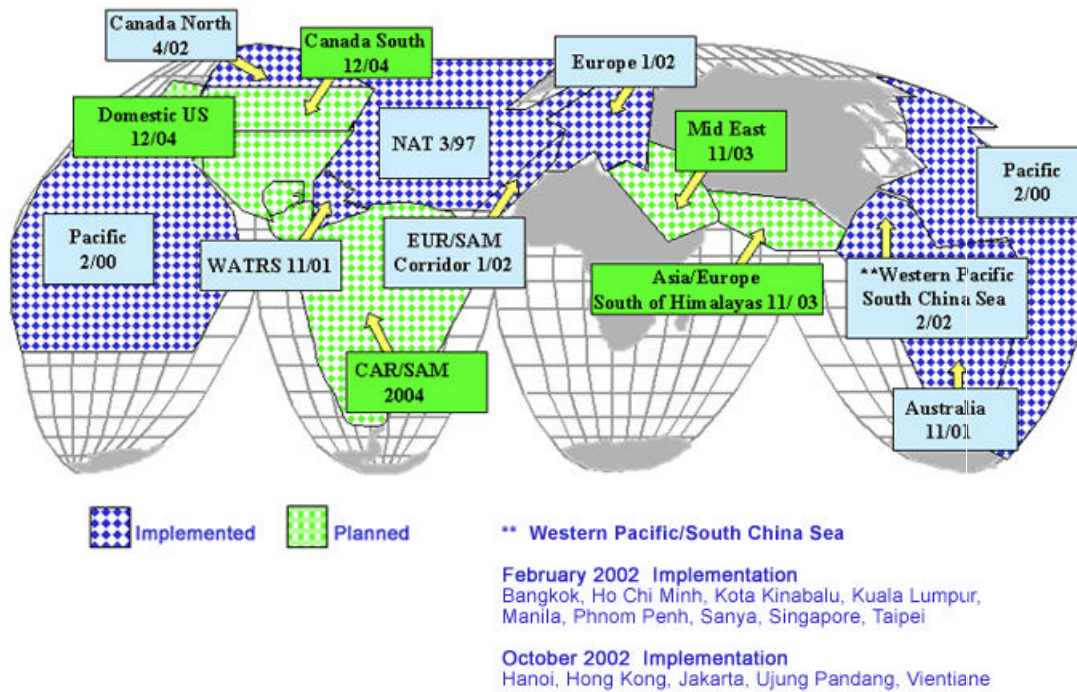 Canada North
4/02
Canada South
12/04
Europe 1/02
Domestic US
12/04
Mid East
11/03
NAT 3/97
Pacific
2/00
Pacific
2/00
WATRS 11/01
EUR/SAM
Corridor 1/02
Asia/Europe
South of Himalayas 11/ 03
**Western Pacific
South China Sea
2/02
CAR/SAM
2004
Australia
11/01
Implemented
Planned
** Western Pacific/South China Sea
February 2002 Implementation
Bangkok, Ho Chi Minh, Kota Kinabalu, Kuala Lumpur,
Manila, Phnom Penh, Sanya, Singapore, Taipei
October 2002 Implementation
Hanoi, Hong Kong, Jakarta, Ujung Pandang, Vientiane